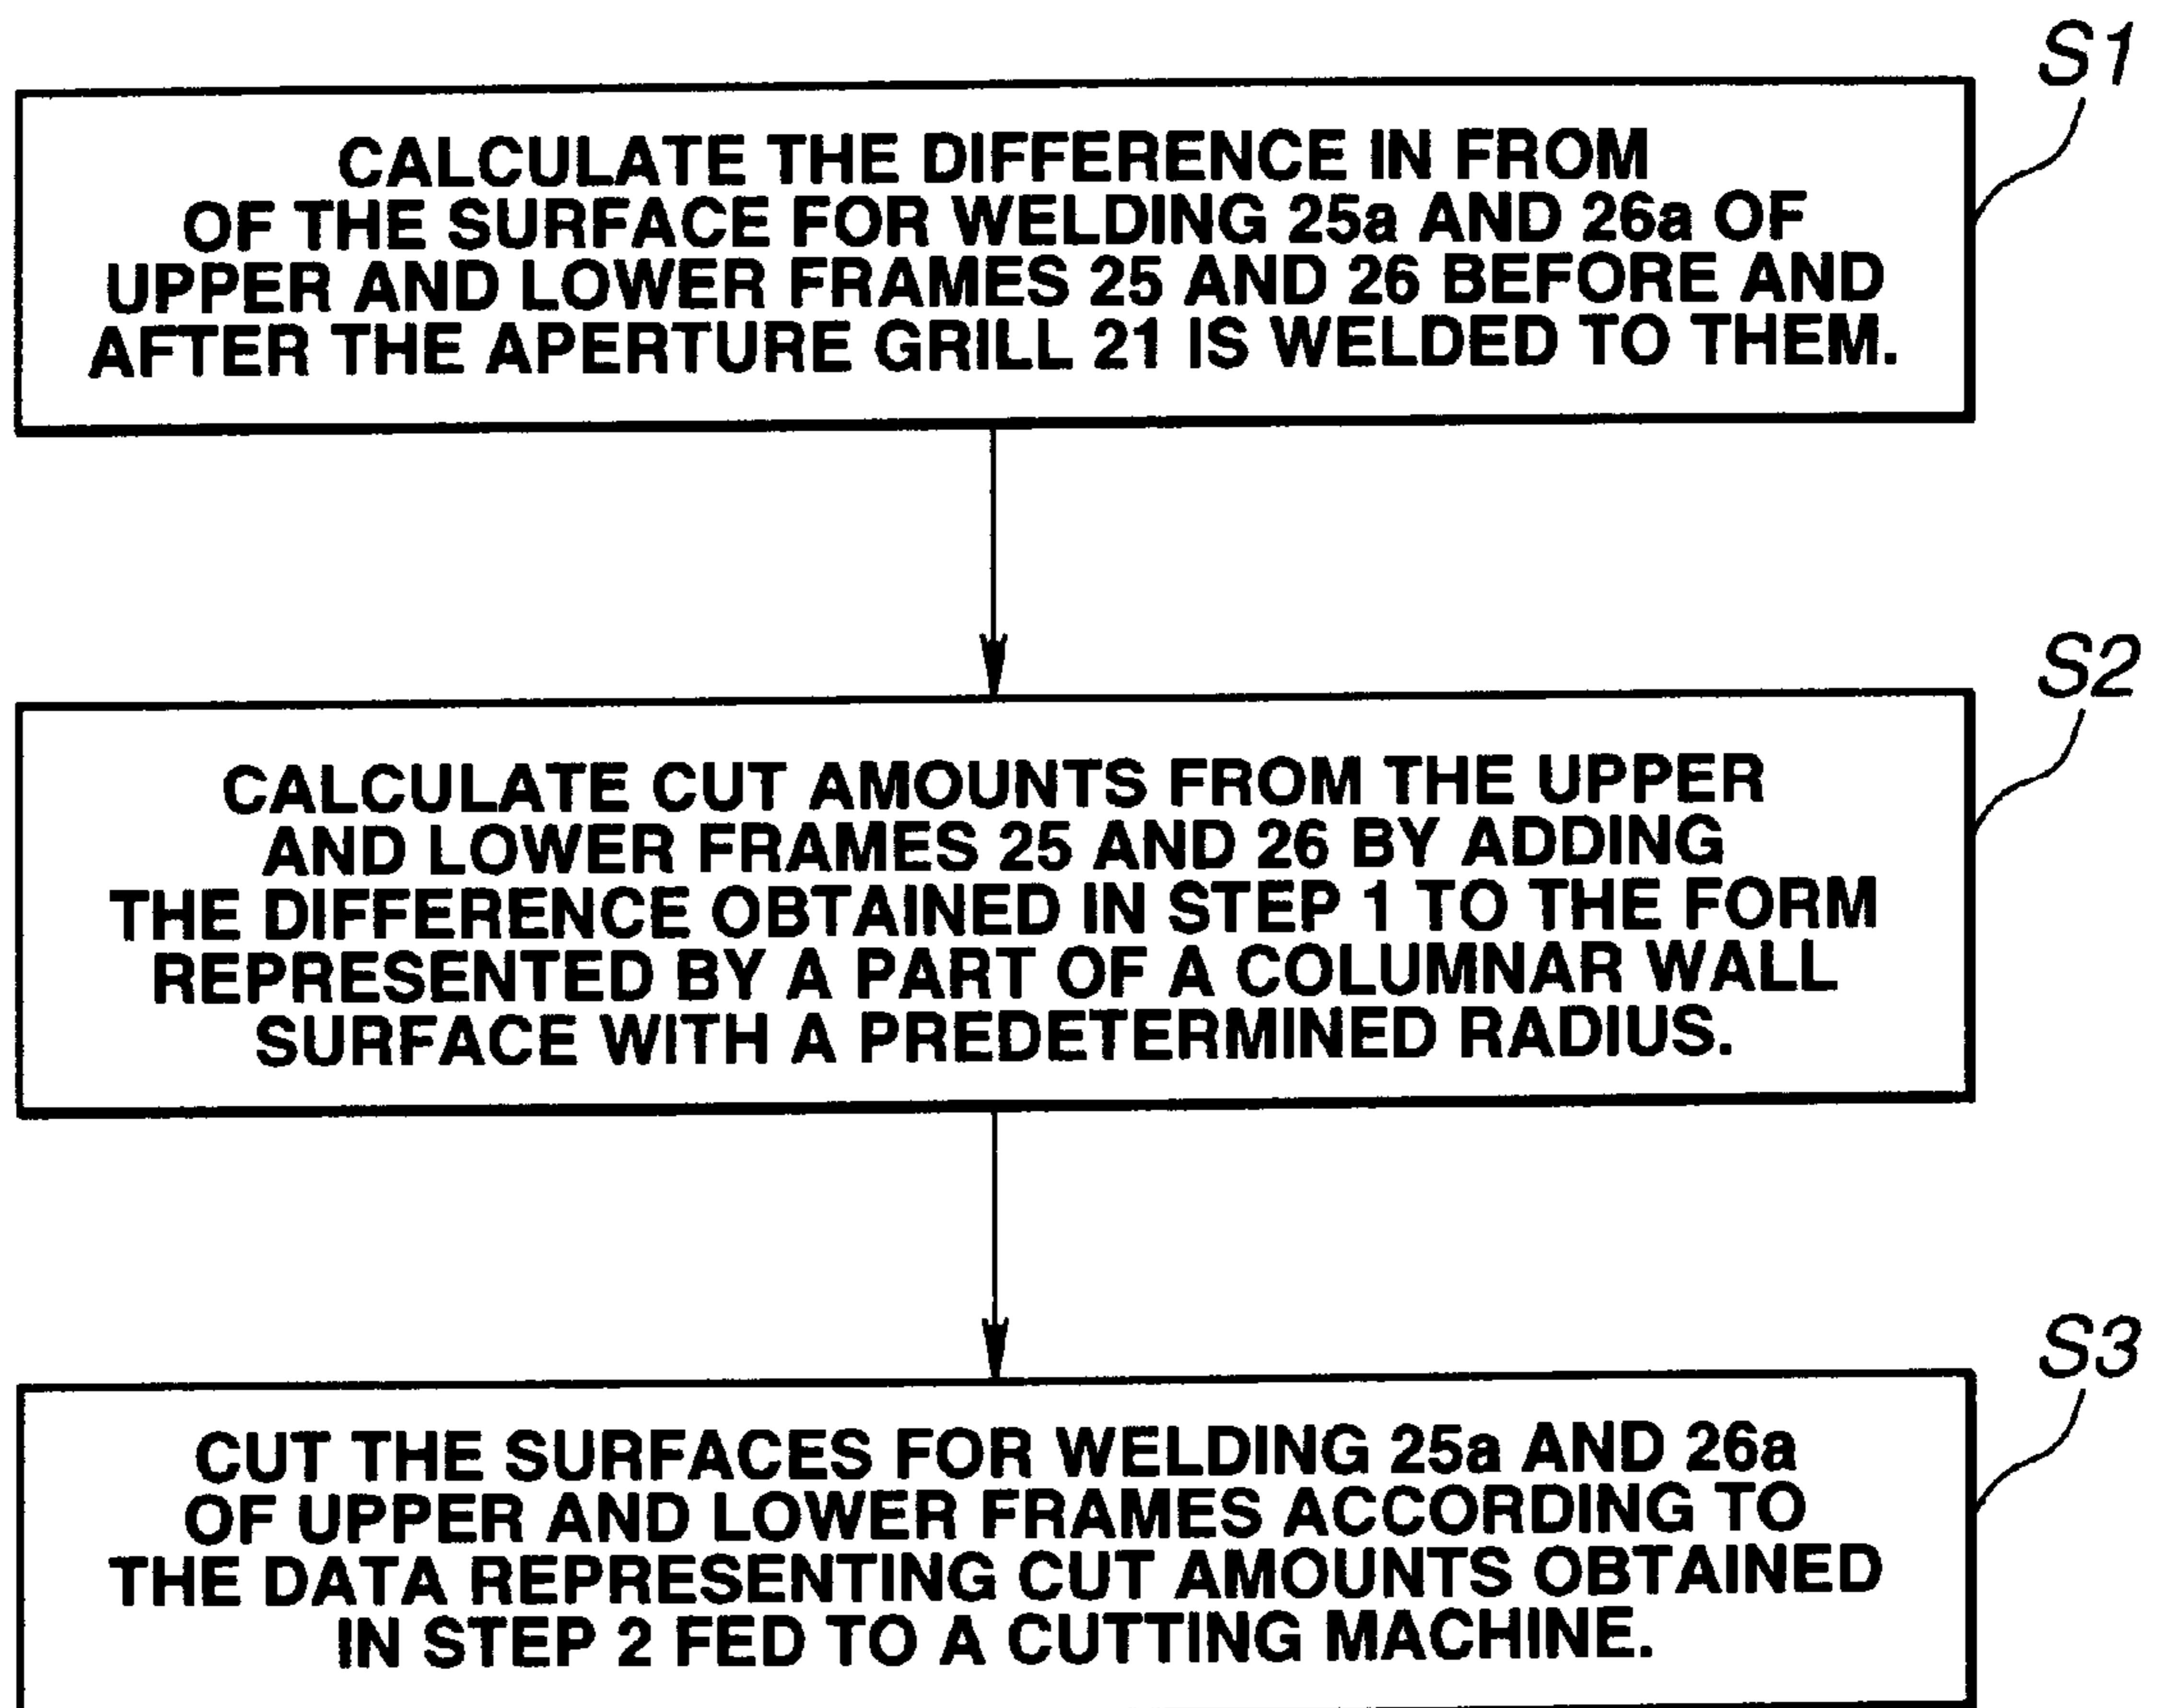 S1
CALCULATE THE DIFFERENCE IN FROM
OF THE SURFACE FOR WELDING 25a AND 26a OF
UPPER AND LOWER FRAMES 25 AND 26 BEFORE AND
AFTER THE APERTURE GRILL 21 IS WELDED TO THEM.
S2
CALCULATE CUT AMOUNTS FROM THE UPPER
AND LOWER FRAMES 25 AND 26 BY ADDING
THE DIFFERENCE OBTAINED IN STEP 1 TO THE FORM
REPRESENTED BY A PART OF A COLUMNAR WALL
SURFACE WITH A PREDETERMINED RADIUS.
S3
CUT THE SURFACES FOR WELDING 25a AND 26a
OF UPPER AND LOWER FRAMES ACCORDING TO
THE DATA REPRESENTING CUT AMOUNTS OBTAINED
IN STEP 2 FED TO A CUTTING MACHINE.